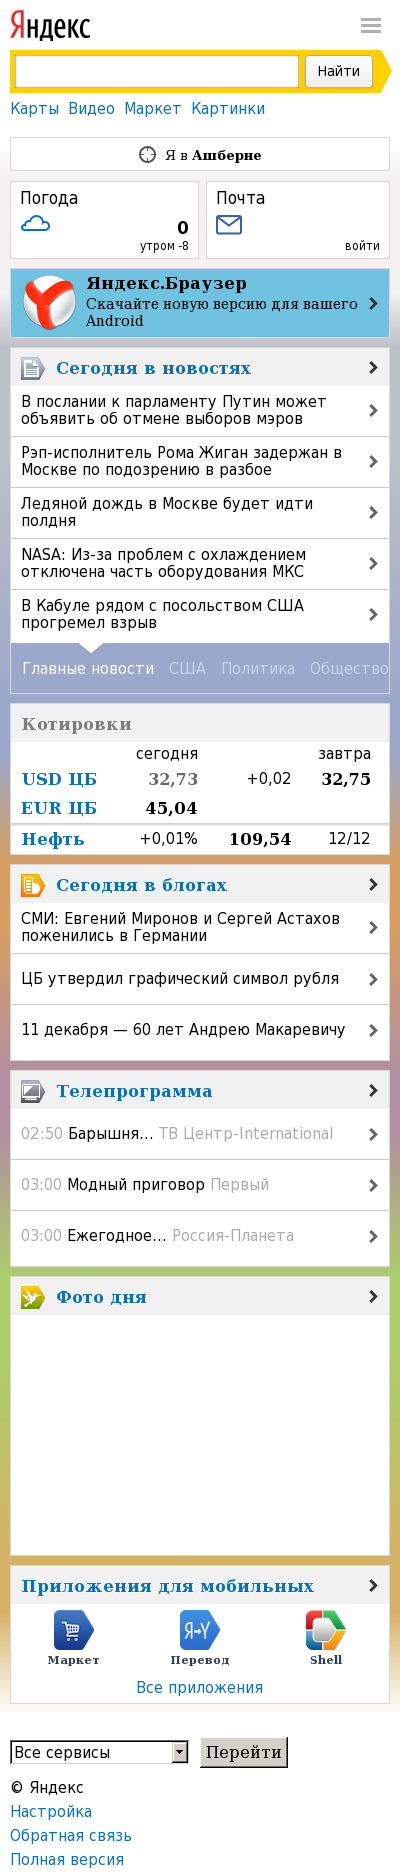 Яндекс
Найти
Карты Видео Маркет Картинки
Я в Ашберне
Погода
0
утром -8
Почта
войти
Яндекс.Браузер
Скачайте новую версию для вашего
Android
Сегодня в новостях
В послании к парламенту Путин может
объявить об отмене выборов мэров
Рэп-исполнитель Рома Жиган задержан в
Москве по подозрению в разбое
Ледяной дождь в Москве будет идти
полдня
NASA: Из-за проблем с охлаждением
отключена часть оборудования МКС
В Кабуле рядом с посольством США
прогремел взрыв
Главные новости США Политика Общество
Котировки
сегодня завтра
USD ЦБ 32,73 +0,02 32,75
EUR ЦБ 45,04
Нефть +0,01% 109,54 12/12
Сегодня в блогах
СМИ: Евгений Миронов и Сергей Астахов
поженились в Германии
ЦБ утвердил графический символ рубля
11 декабря — 60 лет Андрею Макаревичу
Телепрограмма
02:50 Барышня... ТВ Центр-International
03:00 Модный приговор Первый
03:00 Ежегодное... Россия-Планета
Фото дня
Приложения для мобильных
Я→Y
Маркет Перевод Shell
Все приложения
Все сервисы Перейти
© Яндекс
Настройка
Обратная связь
Полная версия